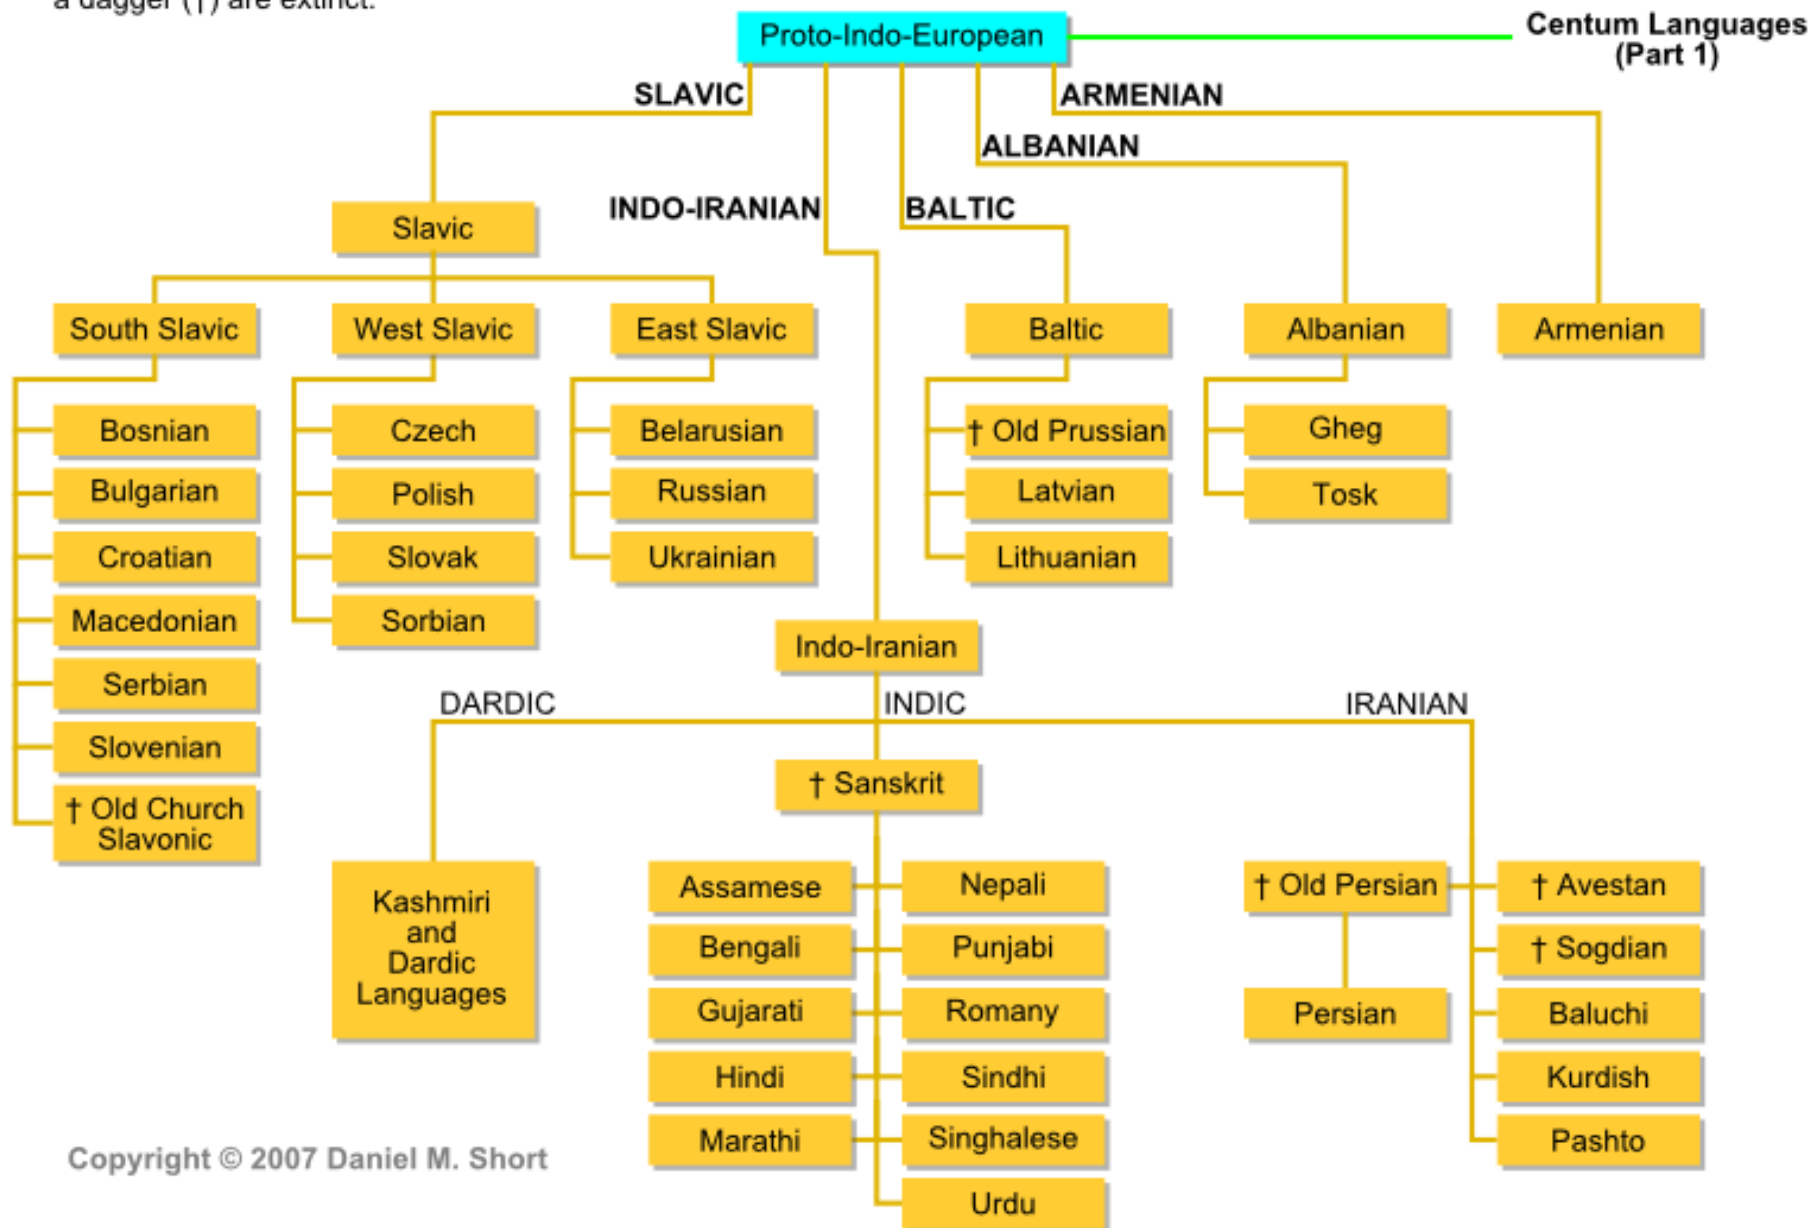 a dagger (†) are extinct.
Proto-Indo-European
Centum Languages
(Part 1)
SLAVIC
ARMENIAN
ALBANIAN
INDO-IRANIAN
BALTIC
Slavic
South Slavic
West Slavic
East Slavic
Baltic
Albanian
Armenian
Bosnian
Czech
Belarusian
† Old Prussian
Gheg
Bulgarian
Polish
Russian
Latvian
Tosk
Croatian
Slovak
Ukrainian
Lithuanian
Macedonian
Sorbian
Indo-Iranian
Serbian
DARDIC
INDIC
IRANIAN
Slovenian
† Sanskrit
† Old Church
Slavonic
Kashmiri
and
Dardic
Languages
Assamese
Nepali
† Old Persian
† Avestan
Bengali
Punjabi
† Sogdian
Gujarati
Romany
Persian
Baluchi
Hindi
Sindhi
Kurdish
Marathi
Singhalese
Pashto
Urdu
Copyright © 2007 Daniel M. Short